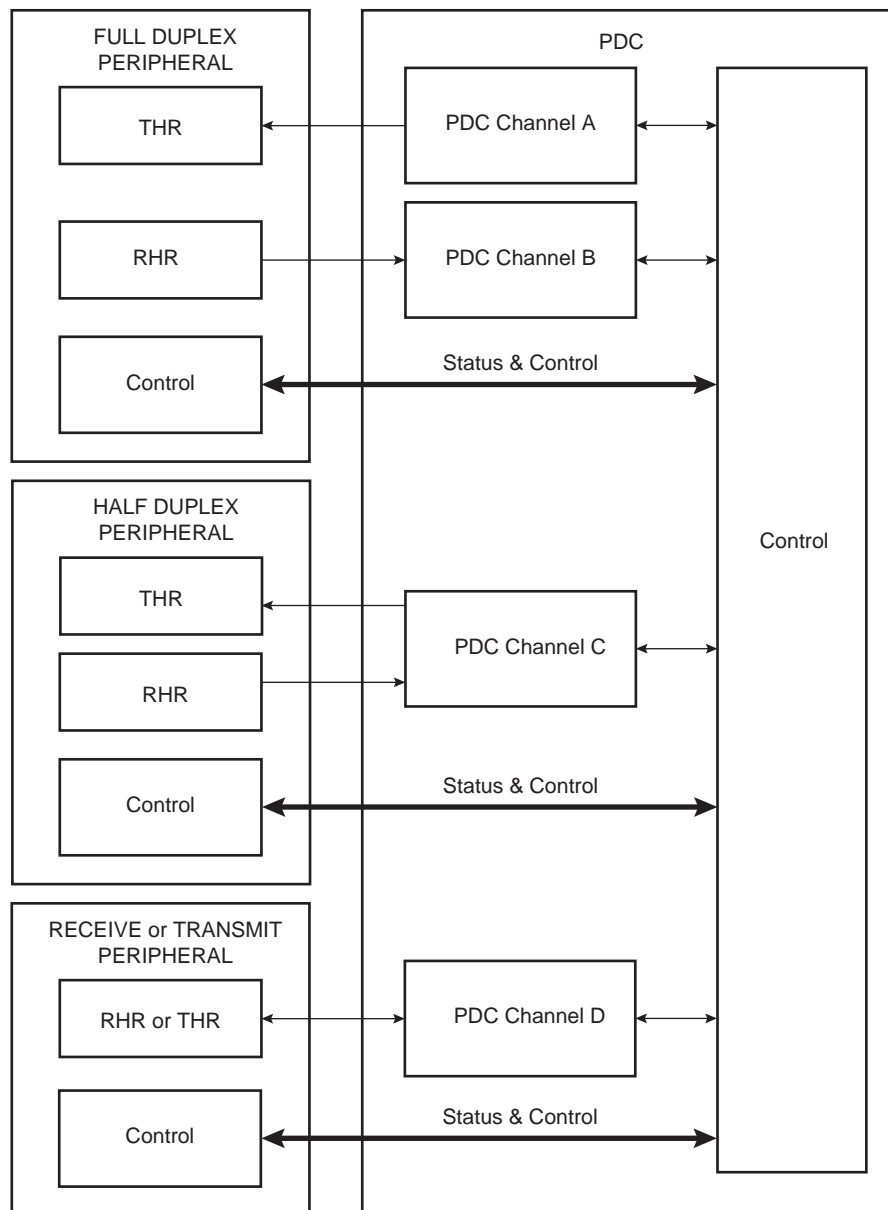 FULL DUPLEX
PERIPHERAL
PDC
THR
PDC Channel A
RHR
PDC Channel B
Control
Status & Control
HALF DUPLEX
PERIPHERAL
Control
THR
PDC Channel C
RHR
Control
Status & Control
RECEIVE or TRANSMIT
PERIPHERAL
RHR or THR
PDC Channel D
Control
Status & Control